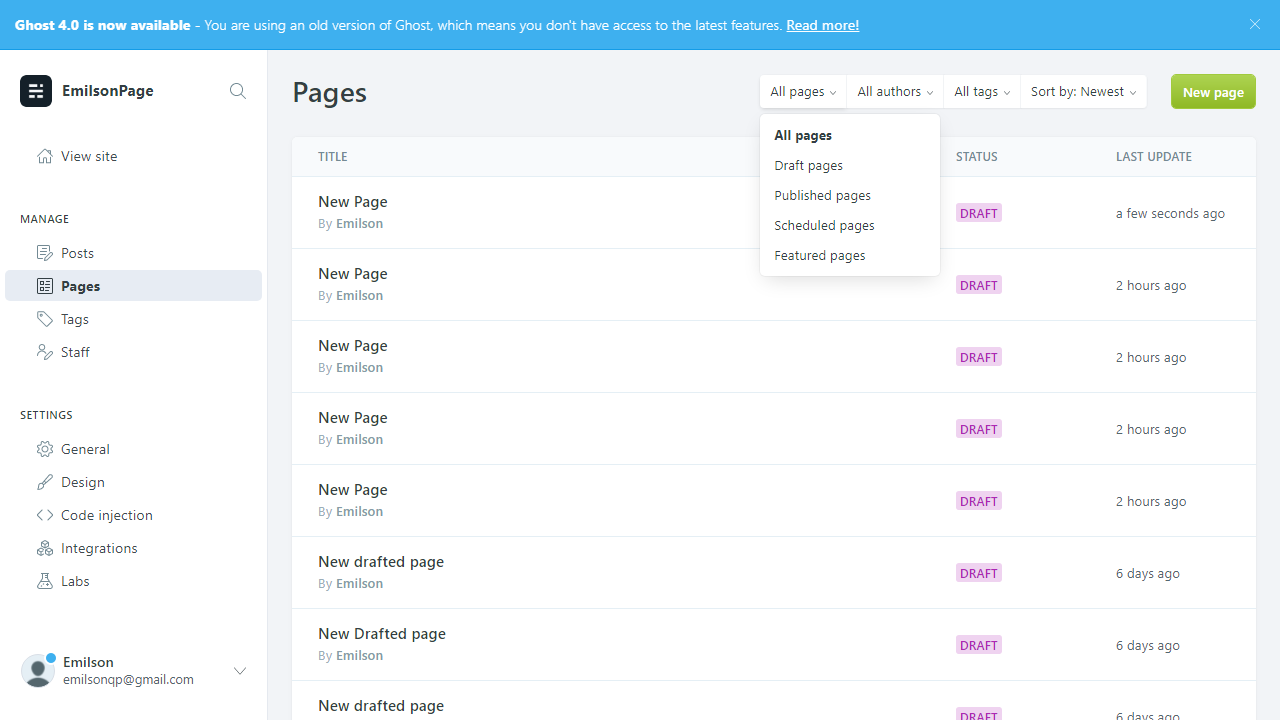 Ghost 4.0 is now available - You are using an old version of Ghost, which means you don't have access to the latest features. Read more!
EmilsonPage
View site
MANAGE
Posts
Pages
Tags
Staff
SETTINGS
General
Design
Code injection
Integrations
Labs
Emilson
emilsonqp@gmail.com
Pages
All pages
All authors
All tags
Sort by: Newest
New page
All pages
Draft pages
Published pages
Scheduled pages
Featured pages
TITLE STATUS LAST UPDATE
New Page
By Emilson
DRAFT
a few seconds ago
New Page
By Emilson
DRAFT
2 hours ago
New Page
By Emilson
DRAFT
2 hours ago
New Page
By Emilson
DRAFT
2 hours ago
New Page
By Emilson
DRAFT
2 hours ago
New drafted page
By Emilson
DRAFT
6 days ago
New Drafted page
By Emilson
DRAFT
6 days ago
New drafted page
DRAFT
6 days ago